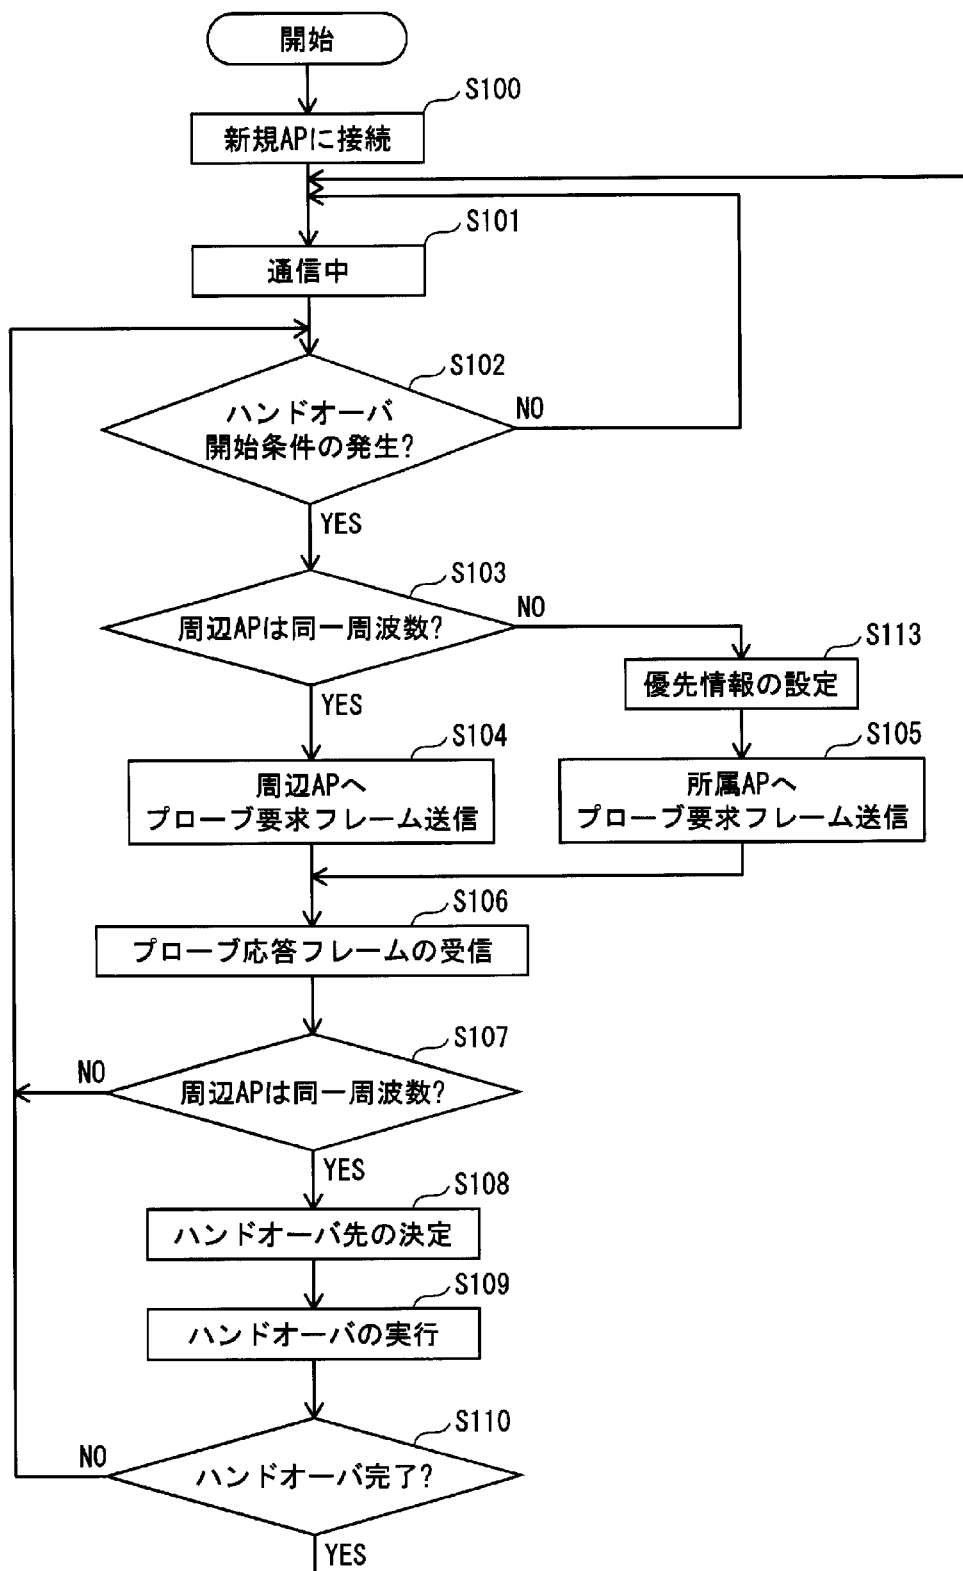 開始
S100
新規APに接続
S101
通信中
S102
ハンドオーバ
開始条件の発生?
NO
YES
S103
周辺APは同一周波数?
NO
YES
S113
優先情報の設定
S104
周辺APへ
プローブ要求フレーム送信
S105
所属APへ
プローブ要求フレーム送信
S106
プローブ応答フレームの受信
S107
周辺APは同一周波数?
NO
YES
S108
ハンドオーバ先の決定
S109
ハンドオーバの実行
S110
ハンドオーバ完了?
NO
YES